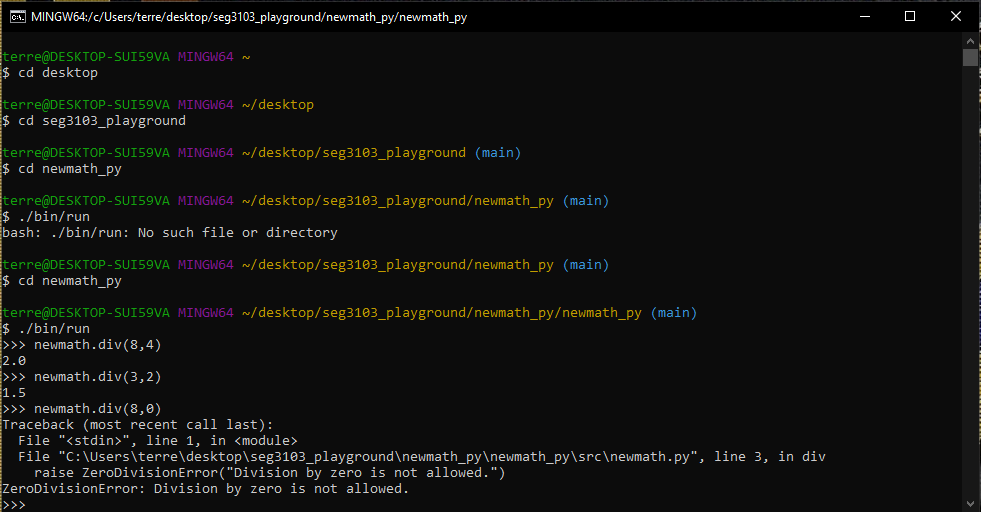 MINGW64:/c/Users/terre/desktop/seg3103_playground/newmath_py/newmath_py
terre@DESKTOP-SUI59VA MINGW64 ~
$ cd desktop
terre@DESKTOP-SUI59VA MINGW64 ~/desktop
$ cd seg3103_playground
terre@DESKTOP-SUI59VA MINGW64 ~/desktop/seg3103_playground (main)
$ cd newmath_py
terre@DESKTOP-SUI59VA MINGW64 ~/desktop/seg3103_playground/newmath_py (main)
$ ./bin/run
bash: ./bin/run: No such file or directory
terre@DESKTOP-SUI59VA MINGW64 ~/desktop/seg3103_playground/newmath_py (main)
$ cd newmath_py
terre@DESKTOP-SUI59VA MINGW64 ~/desktop/seg3103_playground/newmath_py/newmath_py (main)
$ ./bin/run
>>> newmath.div(8,4)
2.0
>>> newmath.div(3,2)
1.5
>>> newmath.div(8,0)
Traceback (most recent call last):
  File "<stdin>", line 1, in <module>
  File "C:\Users\terre\desktop\seg3103_playground\newmath_py\newmath_py\src\newmath.py", line 3, in div
    raise ZeroDivisionError("Division by zero is not allowed.")
ZeroDivisionError: Division by zero is not allowed.
>>>